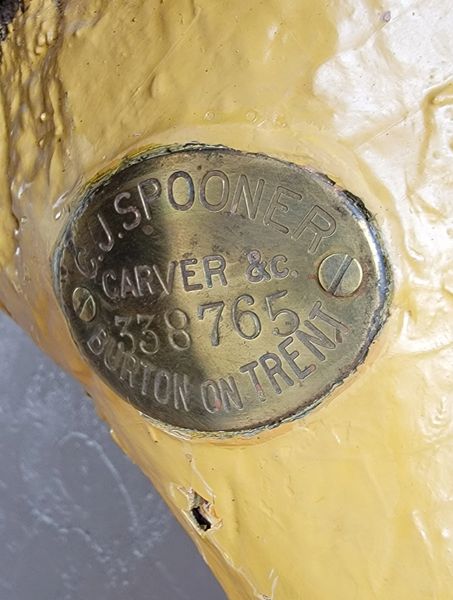 G.J. SPOONER
CARVER &C.
338765
BURTON ON TRENT